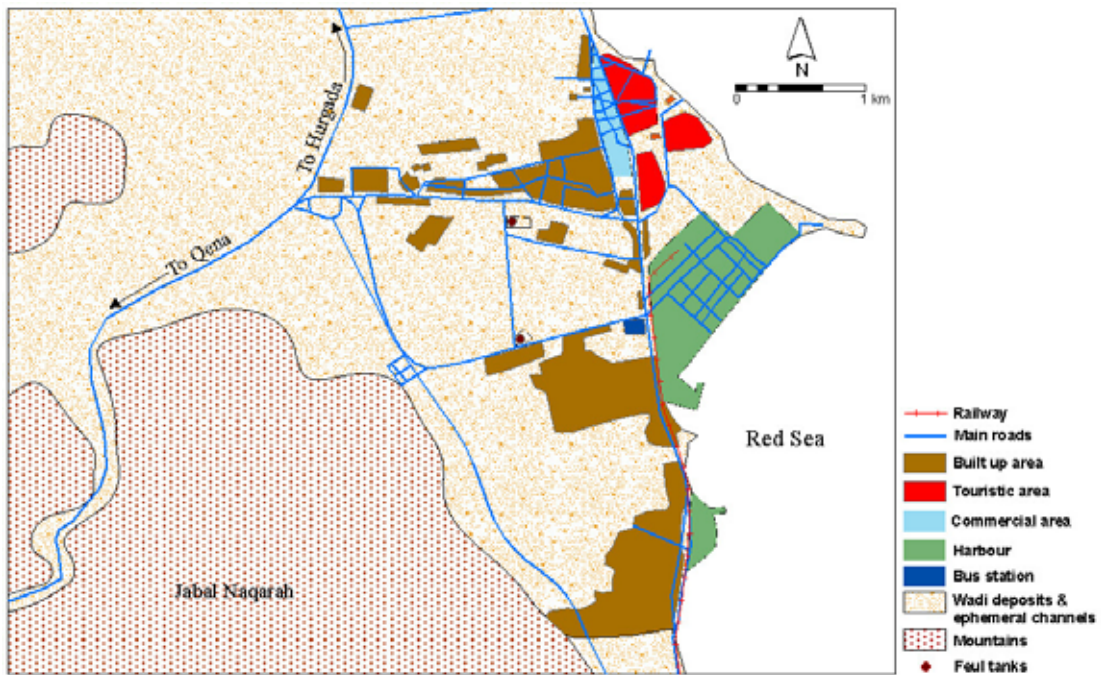 N
0 1 km
To Hurgada
To Qena
Red Sea
Jabal Naqarah
Railway
Main roads
Built up area
Touristic area
Commercial area
Harbour
Bus station
Wadi deposits &
ephemeral channels
Mountains
Feul tanks